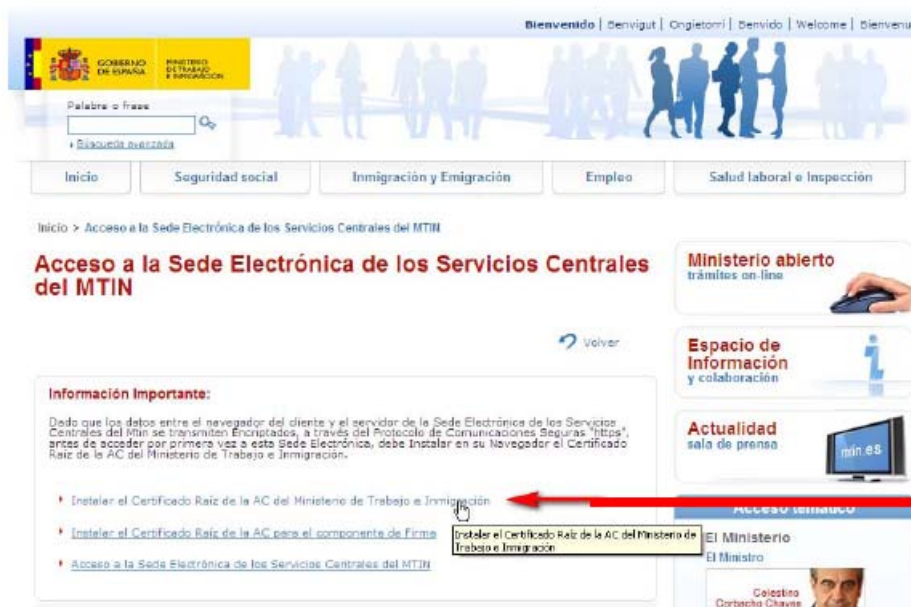 Bienvenido | Benvigut | Ongietorri | Benvido | Welcome | Bienvenu
GOBIERNO
DE ESPAÑA
MINISTERIO
DE TRABAJO
E INMIGRACIÓN
Palabra o frase
Búsqueda avanzada
Inicio
Seguridad social
Inmigración y Emigración
Empleo
Salud laboral e Inspección
Inicio > Acceso a la Sede Electrónica de los Servicios Centrales del MTIN
Acceso a la Sede Electrónica de los Servicios Centrales
del MTIN
Volver
Información Importante:
Dado que los datos entre el navegador del cliente y el servidor de la Sede Electrónica de los Servicios
Centrales del Mtin se transmiten Encriptados, a través del Protocolo de Comunicaciones Seguras "https",
antes de acceder por primera vez a esta Sede Electrónica, debe Instalar en su Navegador el Certificado
Raíz de la AC del Ministerio de Trabajo e Inmigración.
Instalar el Certificado Raíz de la AC del Ministerio de Trabajo e Inmigración
Instalar el Certificado Raíz de la AC para el componente de Firma
Instalar el Certificado Raíz de la AC del Ministerio de
Trabajo e Inmigración
Acceso a la Sede Electrónica de los Servicios Centrales del MTIN
Ministerio abierto
trámites on-line
Espacio de
Información
y colaboración
Actualidad
sala de prensa
mtin.es
Acceso temático
El Ministerio
El Ministro
Celestino
Corbacho Chaves